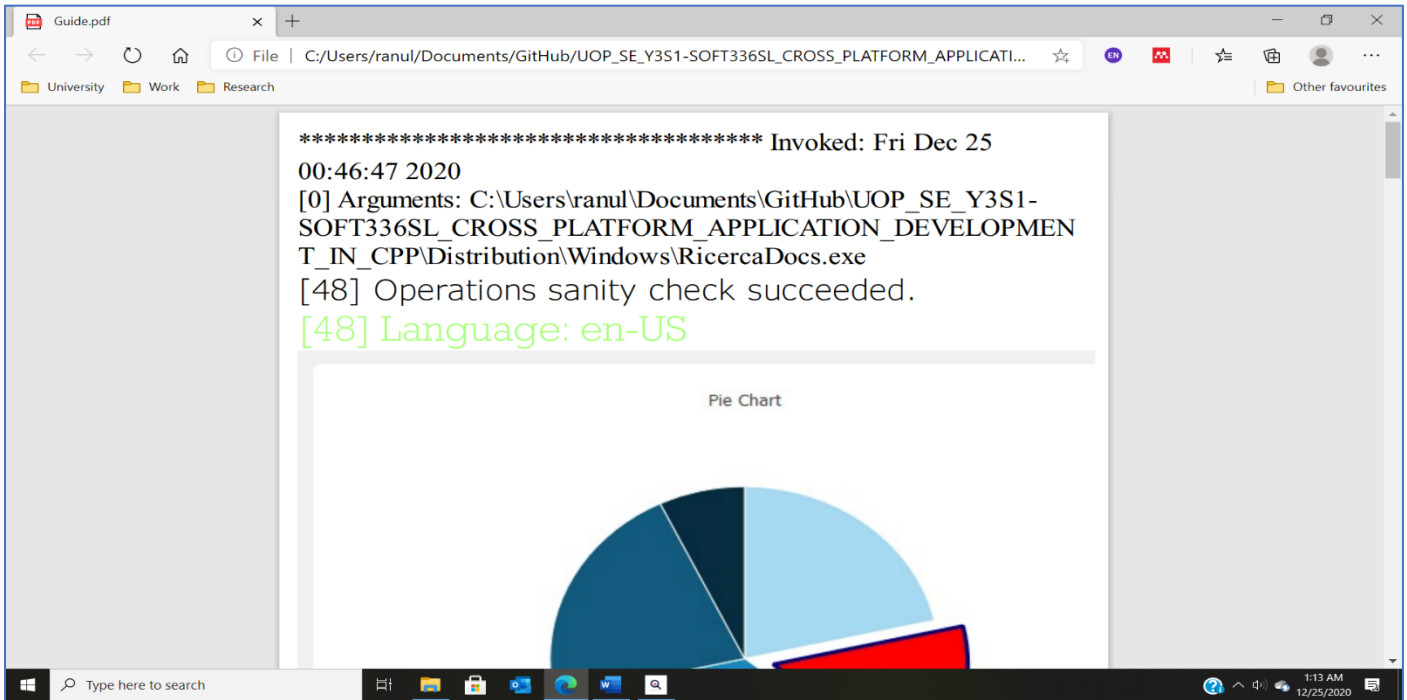 Guide.pdf
File | C:/Users/ranul/Documents/GitHub/UOP_SE_Y3S1-SOFT336SL_CROSS_PLATFORM_APPLICATI...
EN
University Work Research Other favourites
************************************* Invoked: Fri Dec 25
00:46:47 2020
[0] Arguments: C:\Users\ranul\Documents\GitHub\UOP_SE_Y3S1-
SOFT336SL_CROSS_PLATFORM_APPLICATION_DEVELOPMEN
T_IN_CPP\Distribution\Windows\RicercaDocs.exe
[48] Operations sanity check succeeded.
[48] Language: en-US
Pie Chart
Type here to search
1:13 AM
12/25/2020